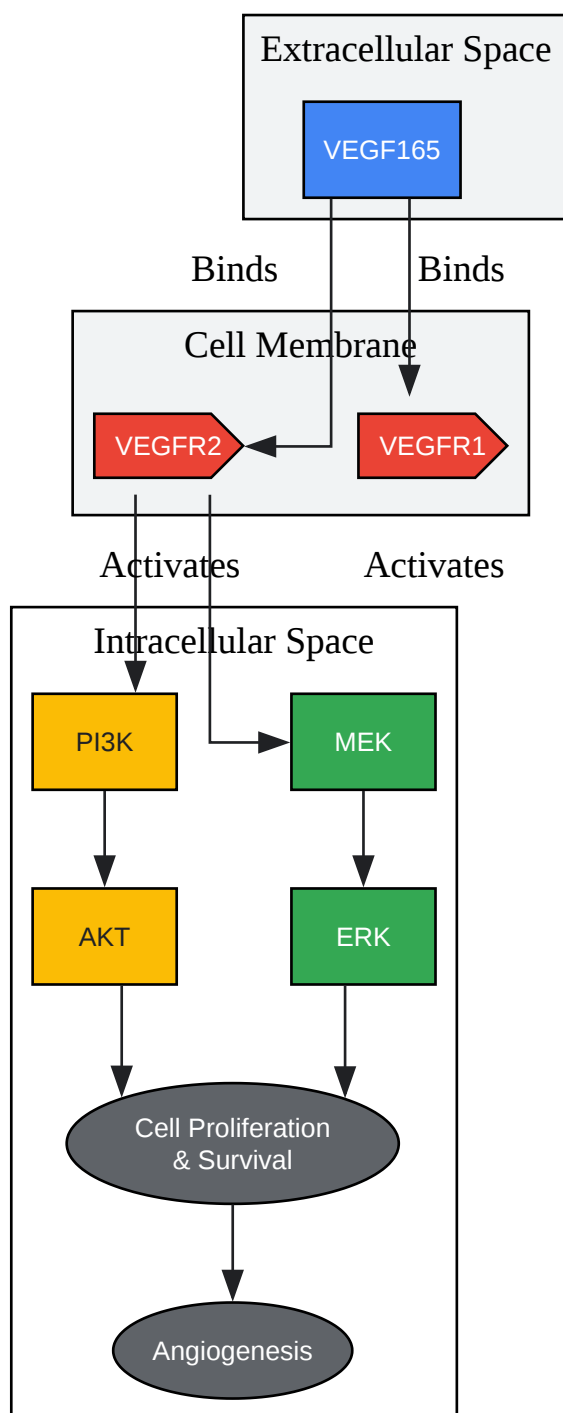 Extracellular Space
VEGF165
Binds
Binds
Cell Membrane
VEGFR2
VEGFR1
Activates
Activates
Intracellular Space
PI3K
MEK
AKT
ERK
Cell Proliferation
& Survival
Angiogenesis